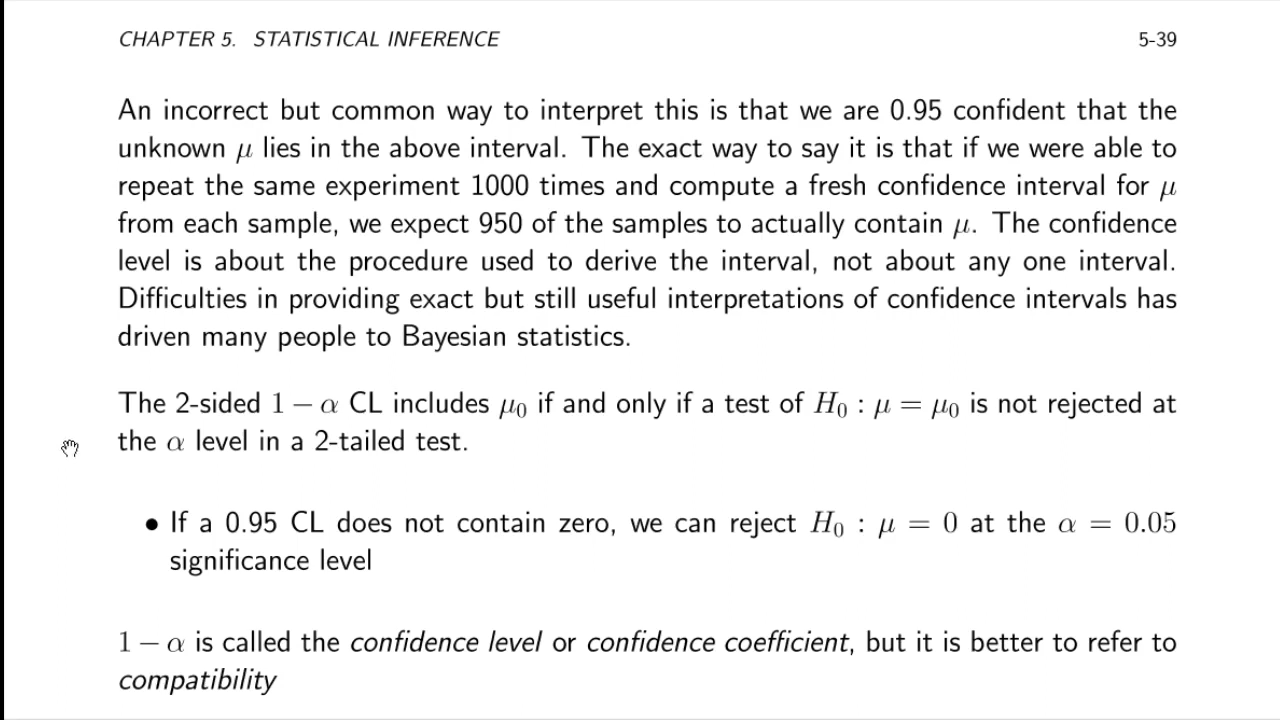 CHAPTER 5. STATISTICAL INFERENCE 5-39
An incorrect but common way to interpret this is that we are 0.95 confident that the
unknown μ lies in the above interval. The exact way to say it is that if we were able to
repeat the same experiment 1000 times and compute a fresh confidence interval for μ
from each sample, we expect 950 of the samples to actually contain μ. The confidence
level is about the procedure used to derive the interval, not about any one interval.
Difficulties in providing exact but still useful interpretations of confidence intervals has
driven many people to Bayesian statistics.
The 2-sided 1 − α CL includes μ₀ if and only if a test of H₀ : μ = μ₀ is not rejected at
the α level in a 2-tailed test.
• If a 0.95 CL does not contain zero, we can reject H₀ : μ = 0 at the α = 0.05
significance level
1 − α is called the confidence level or confidence coefficient, but it is better to refer to
compatibility